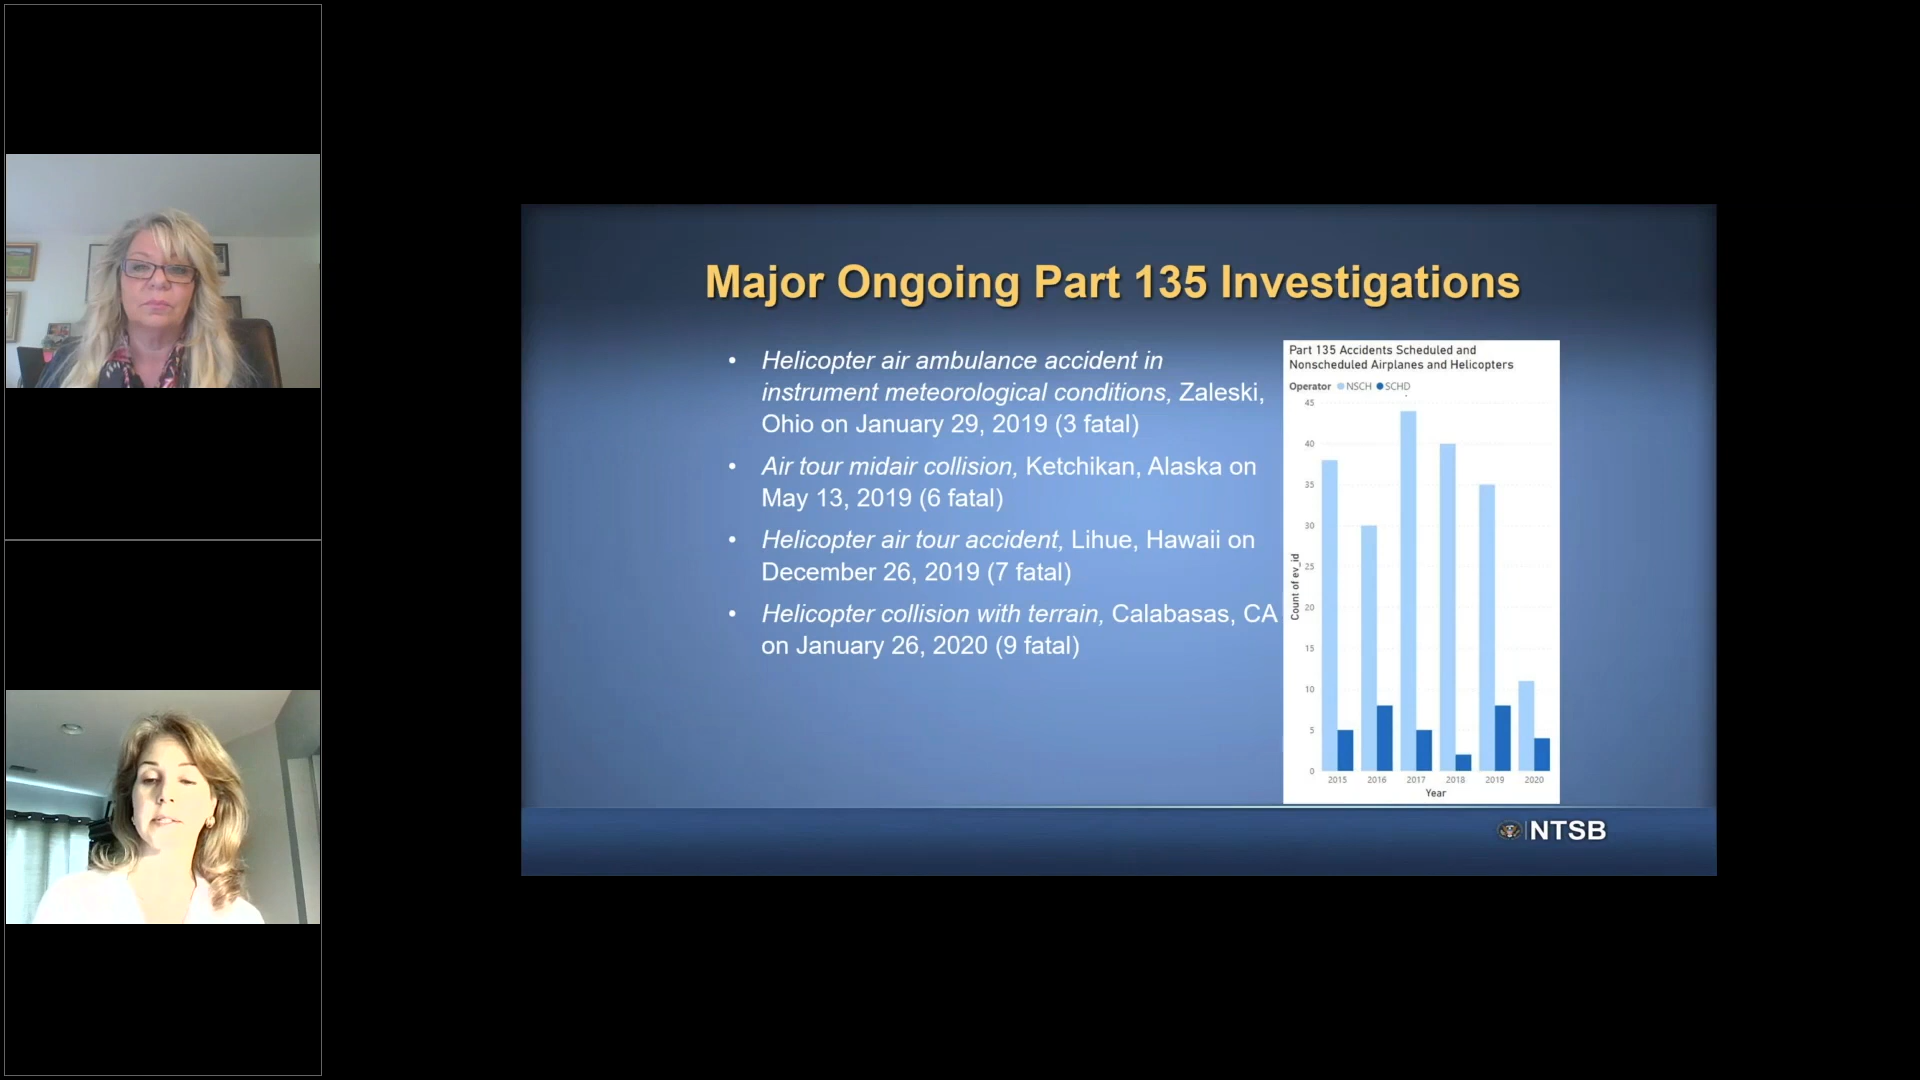 Major Ongoing Part 135 Investigations
• Helicopter air ambulance accident in
instrument meteorological conditions, Zaleski,
Ohio on January 29, 2019 (3 fatal)
• Air tour midair collision, Ketchikan, Alaska on
May 13, 2019 (6 fatal)
• Helicopter air tour accident, Lihue, Hawaii on
December 26, 2019 (7 fatal)
• Helicopter collision with terrain, Calabasas, CA
on January 26, 2020 (9 fatal)
Part 135 Accidents Scheduled and
Nonscheduled Airplanes and Helicopters
Operator NSCH SCHD
45
40
35
30
25
20
15
10
5
0
Count of ev_id
2015 2016 2017 2018 2019 2020
Year
NTSB